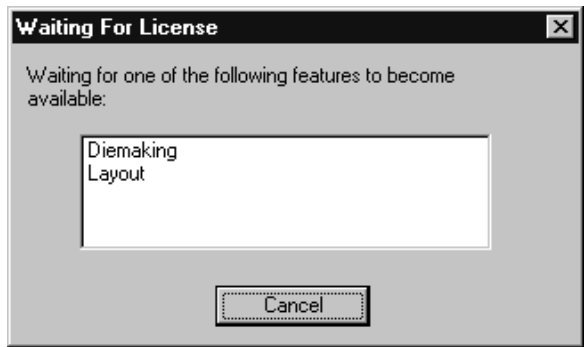 Waiting For License
Waiting for one of the following features to become
available:
Diemaking
Layout
Cancel